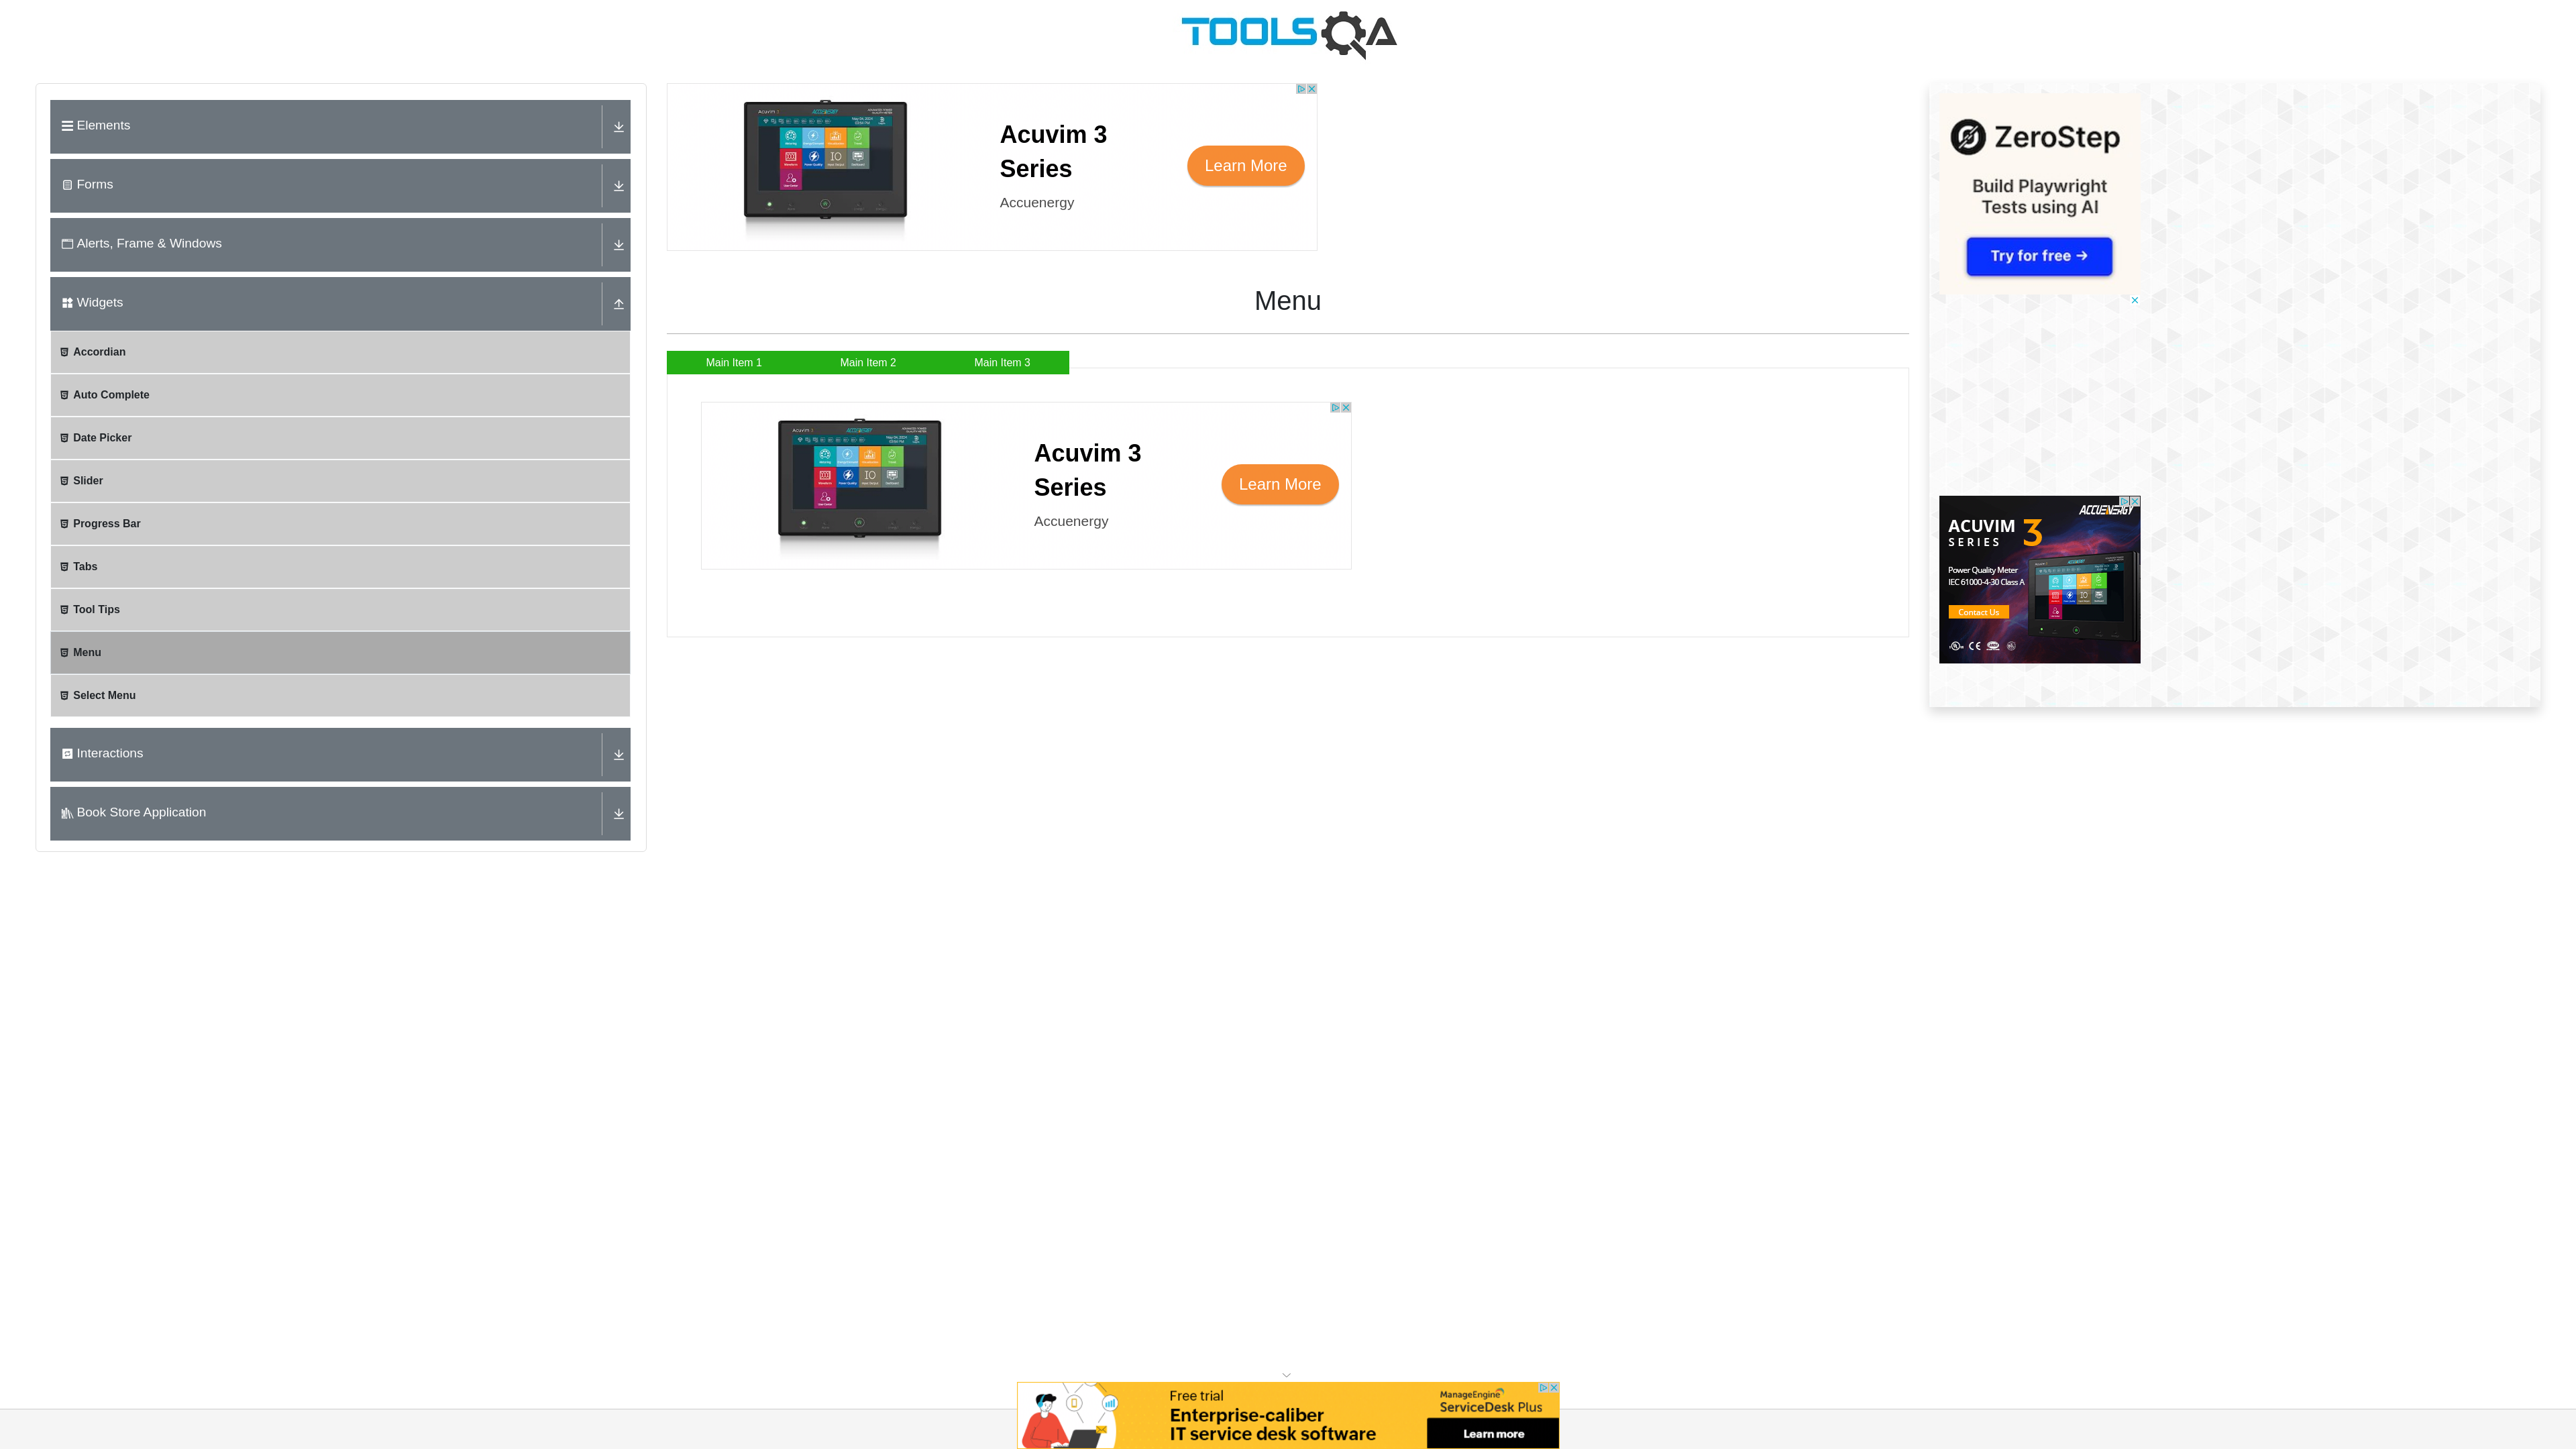 TOOLSQA
Elements
Forms
Alerts, Frame & Windows
Widgets
Accordian
Auto Complete
Date Picker
Slider
Progress Bar
Tabs
Tool Tips
Menu
Select Menu
Interactions
Book Store Application
Acuvim 3
Series
Accuenergy
Learn More
Menu
Main Item 1
Main Item 2
Main Item 3
Acuvim 3
Series
Accuenergy
Learn More
ZeroStep
Build Playwright
Tests using AI
Try for free →
ACCUENERGY
ACUVIM 3
SERIES
Power Quality Meter
IEC 61000-4-30 Class A
Contact Us
Free trial
Enterprise-caliber
IT service desk software
ManageEngine
ServiceDesk Plus
Learn more